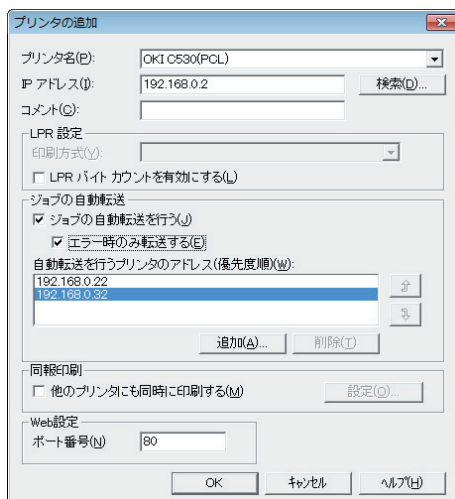 プリンタの追加
プリンタ名(P): OKI C530(PCL)
IP アドレス(I): 192.168.0.2 検索(D)...
コメント(C):
LPR 設定
印刷方式(Y):
LPR バイト カウントを有効にする(L)
ジョブの自動転送
ジョブの自動転送を行う(J)
エラー時のみ転送する(E)
自動転送を行うプリンタのアドレス(優先度順)(W):
192.168.0.22
192.168.0.32
追加(A)... 削除(T)
同報印刷
他のプリンタにも同時に印刷する(M) 設定(O)...
Web設定
ポート番号(N) 80
OK キャンセル ヘルプ(H)